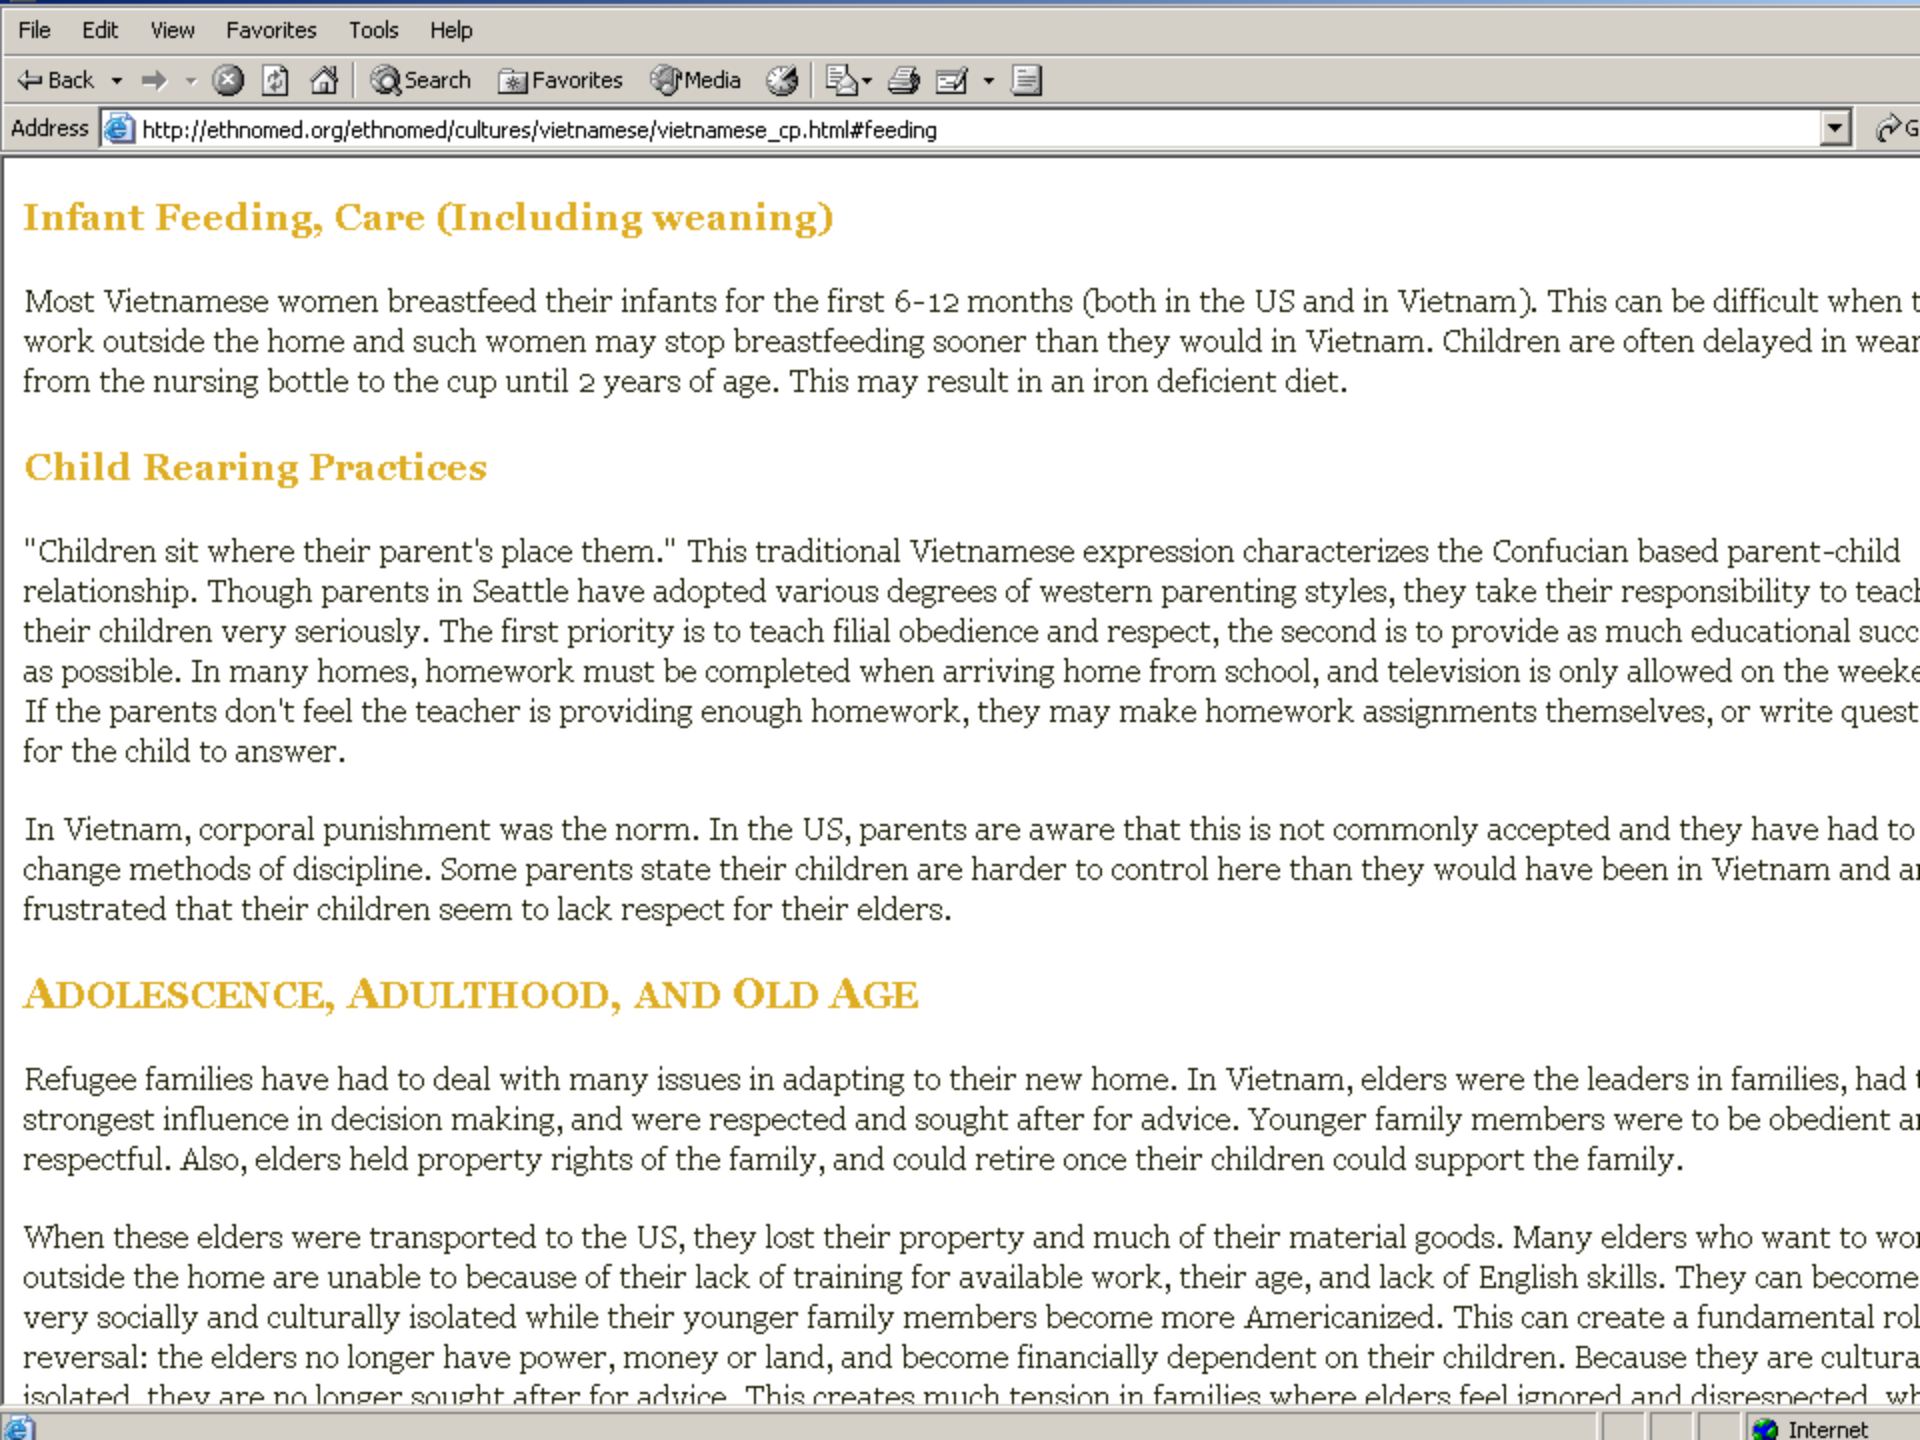 File Edit View Favorites Tools Help
Back Search Favorites Media
Address http://ethnomed.org/ethnomed/cultures/vietnamese/vietnamese_cp.html#feeding
Infant Feeding, Care (Including weaning)
Most Vietnamese women breastfeed their infants for the first 6-12 months (both in the US and in Vietnam). This can be difficult when
work outside the home and such women may stop breastfeeding sooner than they would in Vietnam. Children are often delayed in
from the nursing bottle to the cup until 2 years of age. This may result in an iron deficient diet.
Child Rearing Practices
"Children sit where their parent's place them." This traditional Vietnamese expression characterizes the Confucian based parent-child
relationship. Though parents in Seattle have adopted various degrees of western parenting styles, they take their responsibility to teach
their children very seriously. The first priority is to teach filial obedience and respect, the second is to provide as much educational
as possible. In many homes, homework must be completed when arriving home from school, and television is only allowed on the
If the parents don't feel the teacher is providing enough homework, they may make homework assignments themselves, or write
for the child to answer.
In Vietnam, corporal punishment was the norm. In the US, parents are aware that this is not commonly accepted and they have had to
change methods of discipline. Some parents state their children are harder to control here than they would have been in Vietnam and
frustrated that their children seem to lack respect for their elders.
ADOLESCENCE, ADULTHOOD, AND OLD AGE
Refugee families have had to deal with many issues in adapting to their new home. In Vietnam, elders were the leaders in families, had
strongest influence in decision making, and were respected and sought after for advice. Younger family members were to be obedient
respectful. Also, elders held property rights of the family, and could retire once their children could support the family.
When these elders were transported to the US, they lost their property and much of their material goods. Many elders who want to
outside the home are unable to because of their lack of training for available work, their age, and lack of English skills. They can become
very socially and culturally isolated while their younger family members become more Americanized. This can create a fundamental
reversal: the elders no longer have power, money or land, and become financially dependent on their children. Because they are
isolated, they are no longer sought after for advice. This creates much tension in families where elders feel ignored and disrespected,
Internet